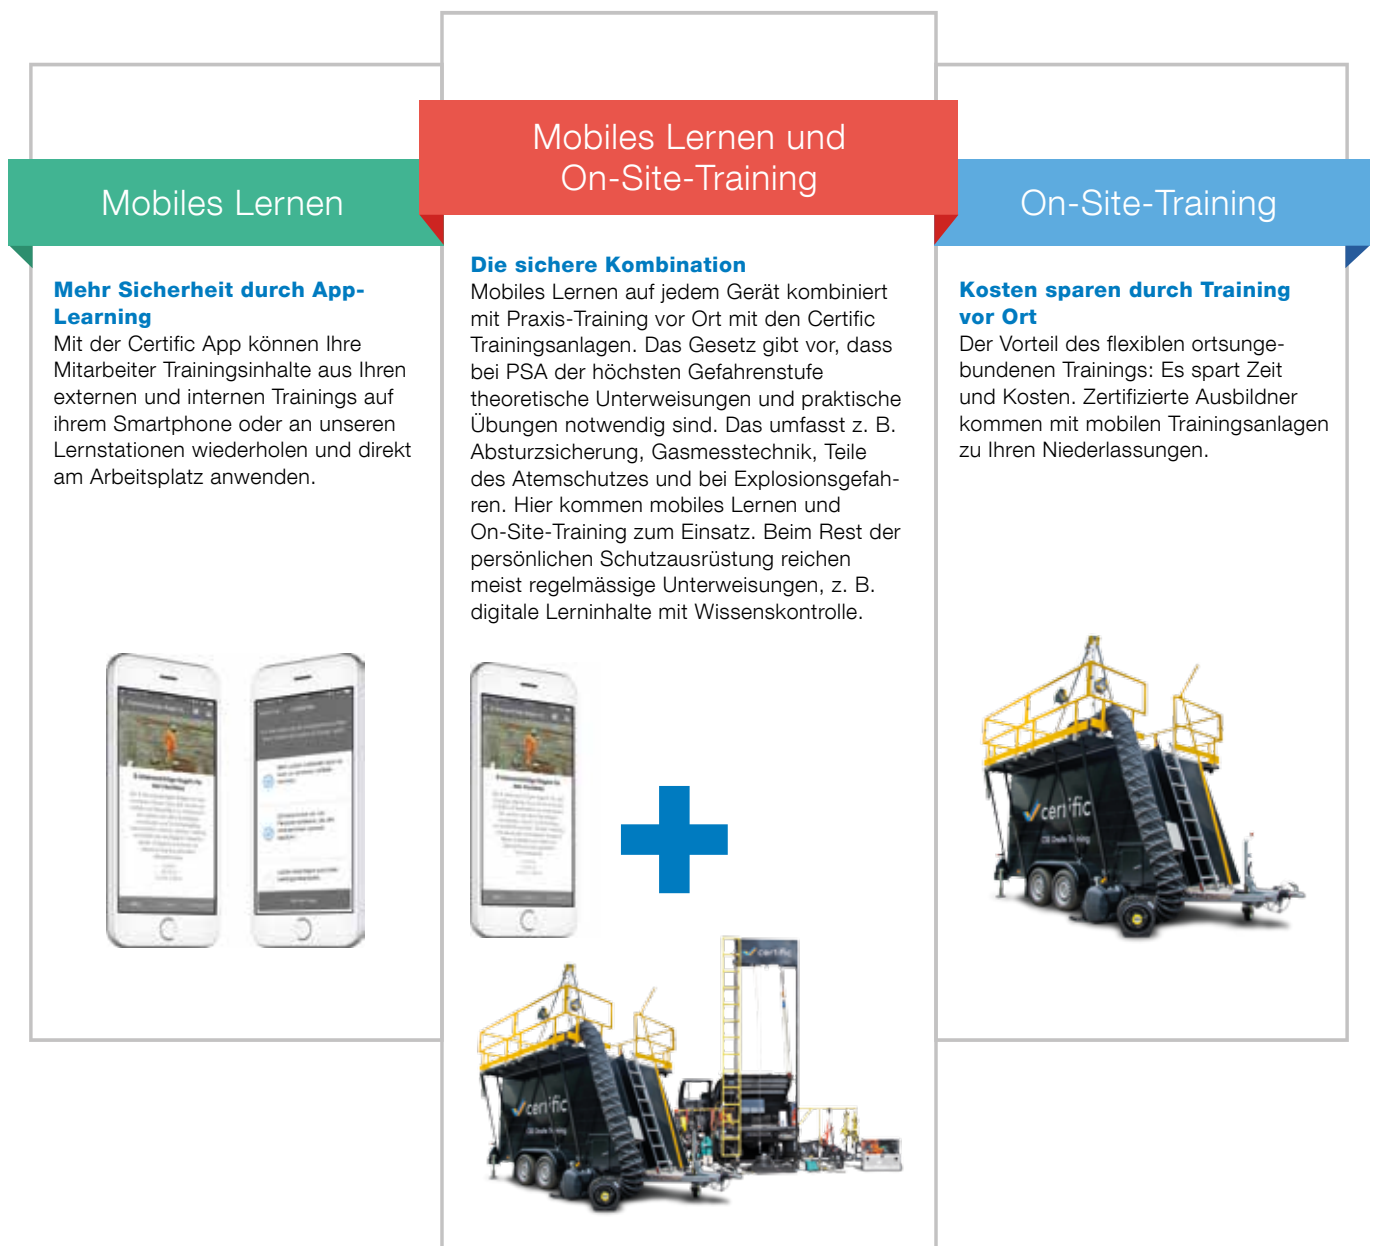 Mobiles Lernen
Mehr Sicherheit durch App-
Learning
Mit der Certific App können Ihre
Mitarbeiter Trainingsinhalte aus Ihren
externen und internen Trainings auf
ihrem Smartphone oder an unseren
Lernstationen wiederholen und direkt
am Arbeitsplatz anwenden.
Mobiles Lernen und
On-Site-Training
Die sichere Kombination
Mobiles Lernen auf jedem Gerät kombiniert
mit Praxis-Training vor Ort mit den Certific
Trainingsanlagen. Das Gesetz gibt vor, dass
bei PSA der höchsten Gefahrenstufe
theoretische Unterweisungen und praktische
Übungen notwendig sind. Das umfasst z. B.
Absturzsicherung, Gasmesstechnik, Teile
des Atemschutzes und bei Explosionsgefah-
ren. Hier kommen mobiles Lernen und
On-Site-Training zum Einsatz. Beim Rest der
persönlichen Schutzausrüstung reichen
meist regelmässige Unterweisungen, z. B.
digitale Lerninhalte mit Wissenskontrolle.
certific
certific
On-Site-Training
Kosten sparen durch Training
vor Ort
Der Vorteil des flexiblen ortsunge-
bundenen Trainings: Es spart Zeit
und Kosten. Zertifizierte Ausbildner
kommen mit mobilen Trainingsanlagen
zu Ihren Niederlassungen.
certific